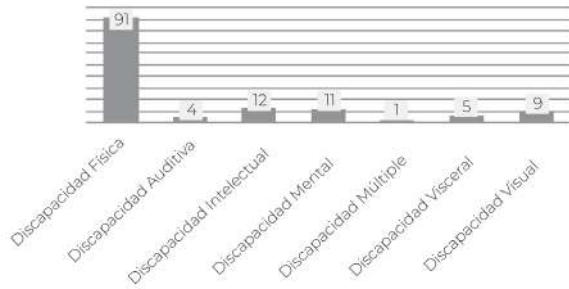 91
4
12
11
1
5
9
Discapacidad Física
Discapacidad Auditiva
Discapacidad Intelectual
Discapacidad Mental
Discapacidad Múltiple
Discapacidad Visceral
Discapacidad Visual